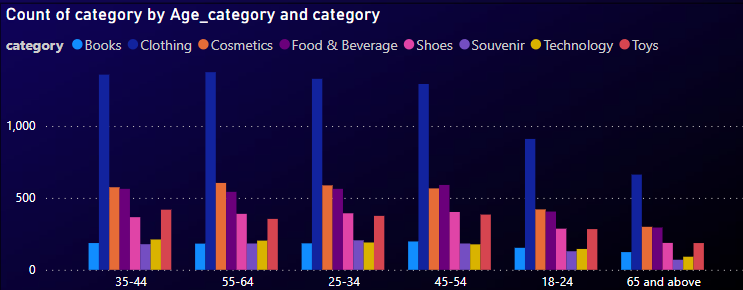 Count of category by Age_category and category
category Books Clothing Cosmetics Food & Beverage Shoes Souvenir Technology Toys
1,000
500
0
35-44 55-64 25-34 45-54 18-24 65 and above